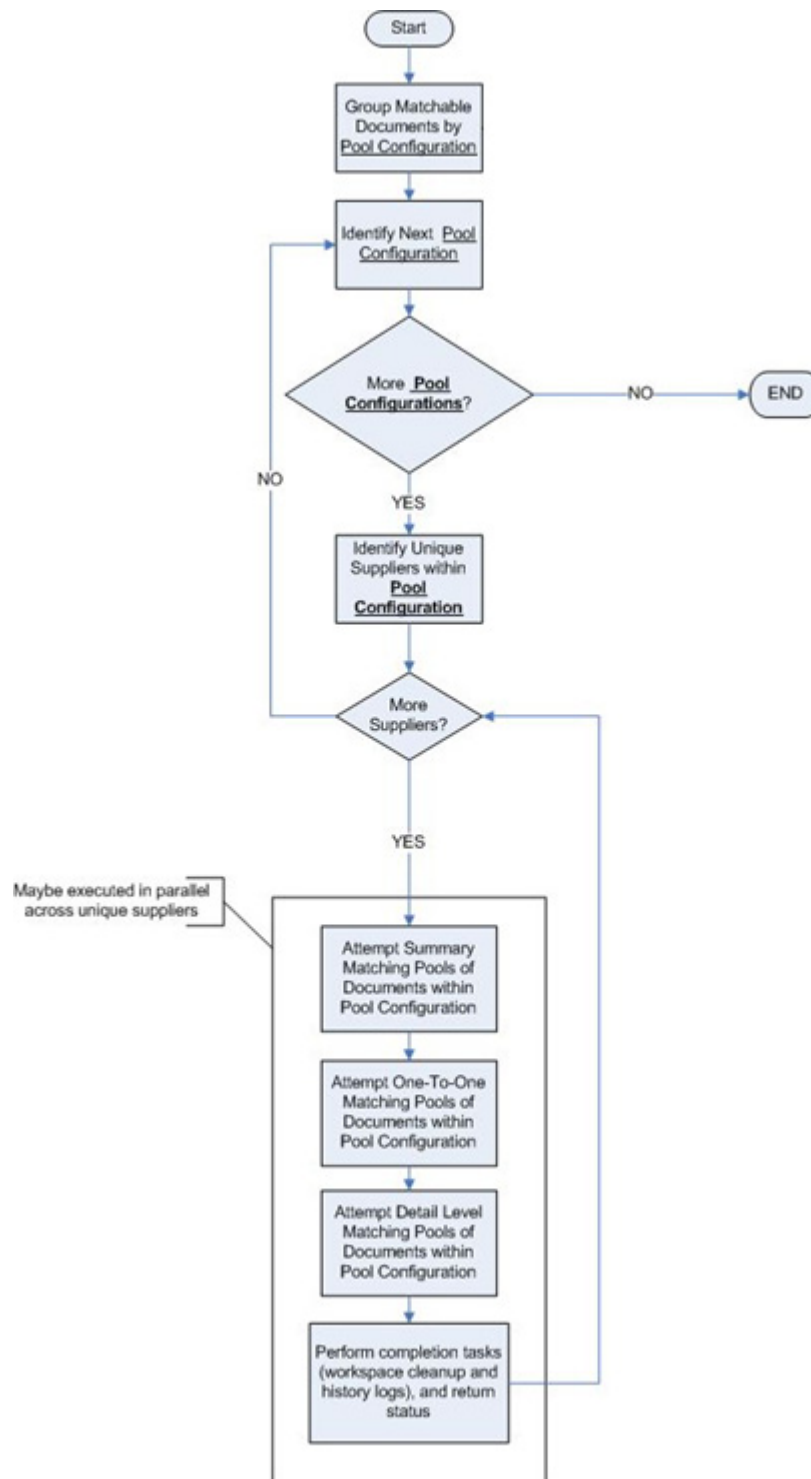 Start
Group Matchable
Documents by
Pool Configuration
Identify Next Pool
Configuration
More Pool
Configurations?
NO
END
NO
YES
Identify Unique
Suppliers within
Pool
Configuration
More
Suppliers?
YES
Maybe executed in parallel
across unique suppliers
Attempt Summary
Matching Pools of
Documents within
Pool Configuration
Attempt One-To-One
Matching Pools of
Documents within
Pool Configuration
Attempt Detail Level
Matching Pools of
Documents within
Pool Configuration
Perform completion tasks
(workspace cleanup and
history logs), and return
status